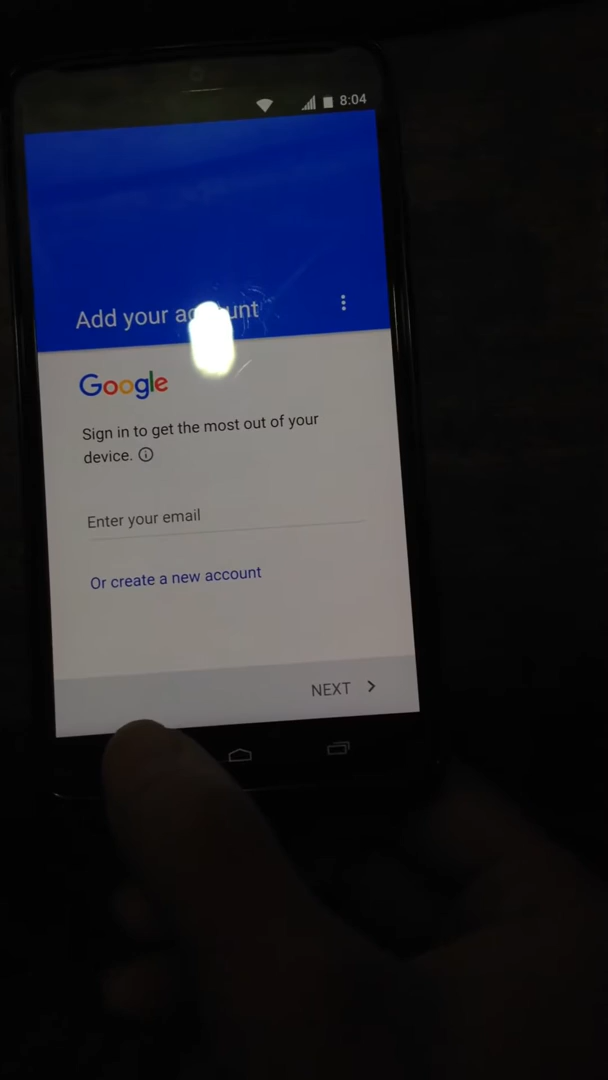 8:04
Add your account
Google
Sign in to get the most out of your
device.
Enter your email
Or create a new account
NEXT